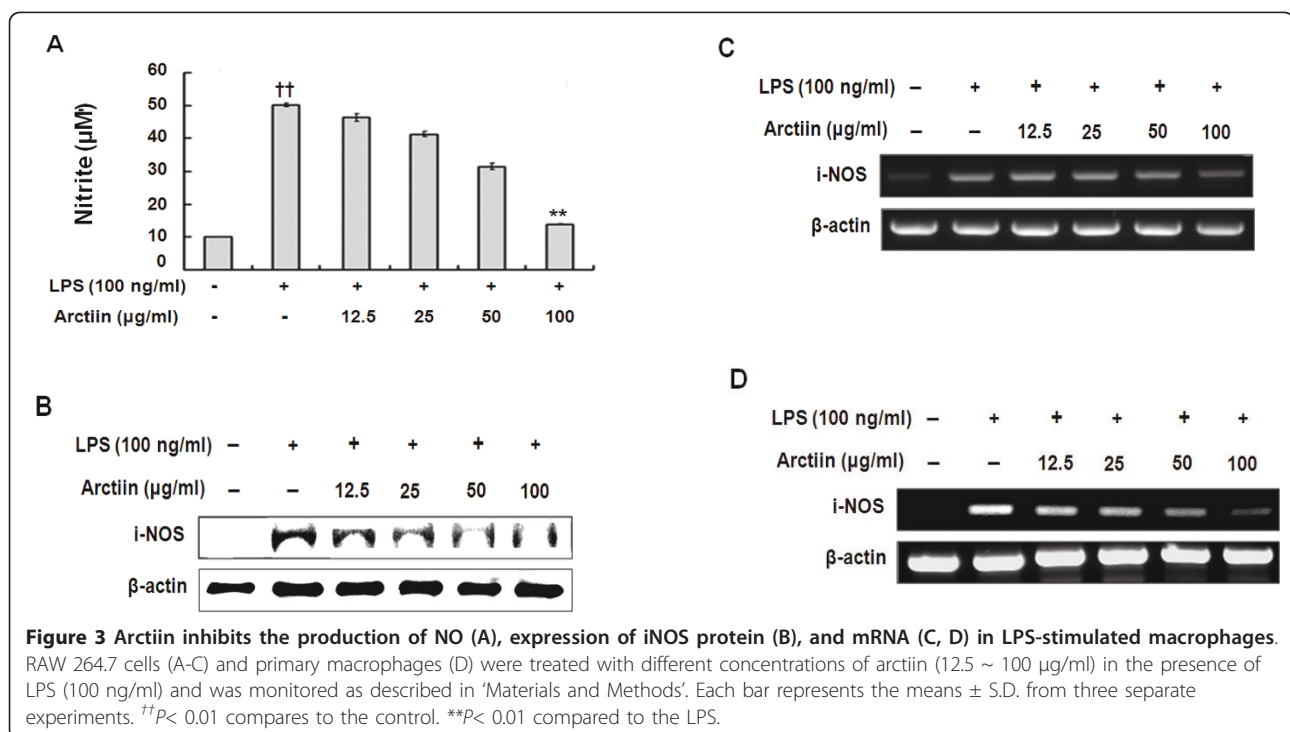 A
Nitrite (µM)
60
50
40
30
20
10
0
††
**
LPS (100 ng/ml) - + + + + +
Arctiin (µg/ml) - - 12.5 25 50 100
B
LPS (100 ng/ml) – + + + + +
Arctiin (µg/ml) – – 12.5 25 50 100
i-NOS
β-actin
C
LPS (100 ng/ml) – + + + + +
Arctiin (µg/ml) – – 12.5 25 50 100
i-NOS
β-actin
D
LPS (100 ng/ml) – + + + + +
Arctiin (µg/ml) – – 12.5 25 50 100
i-NOS
β-actin
Figure 3 Arctiin inhibits the production of NO (A), expression of iNOS protein (B), and mRNA (C, D) in LPS-stimulated macrophages.
RAW 264.7 cells (A-C) and primary macrophages (D) were treated with different concentrations of arctiin (12.5 ~ 100 µg/ml) in the presence of
LPS (100 ng/ml) and was monitored as described in ‘Materials and Methods’. Each bar represents the means ± S.D. from three separate
experiments. ††P< 0.01 compares to the control. **P< 0.01 compared to the LPS.